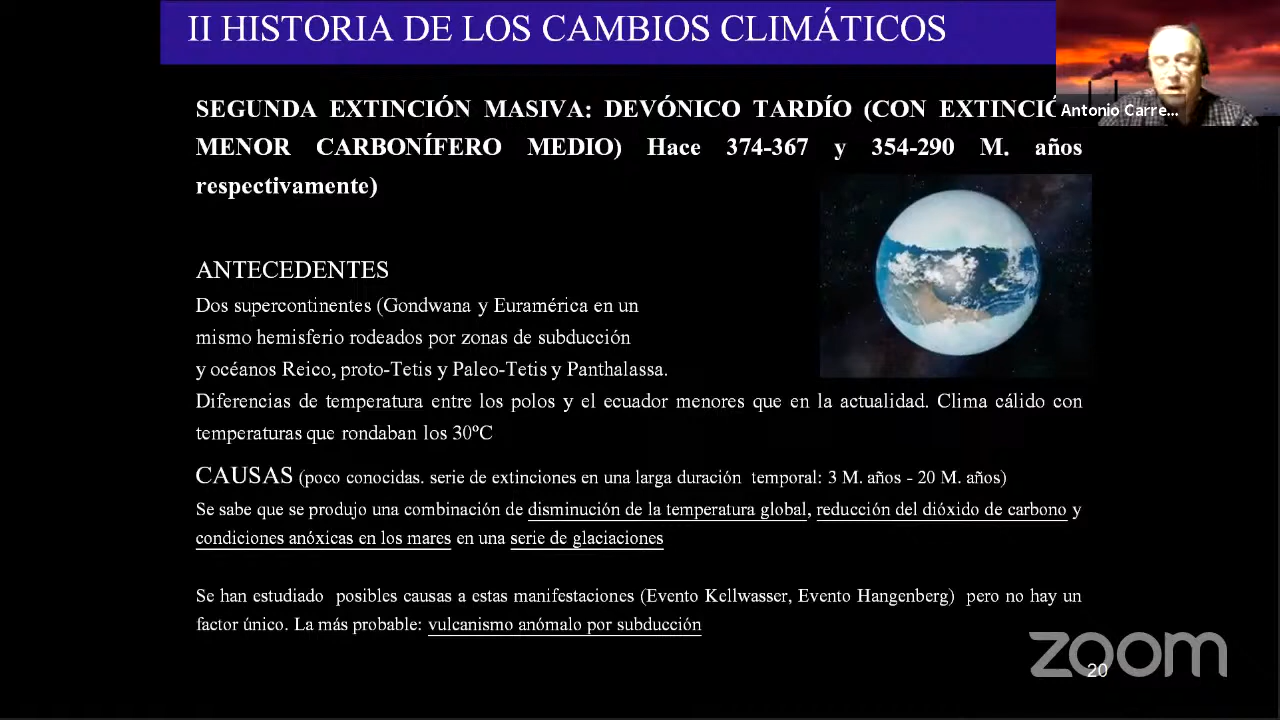 II HISTORIA DE LOS CAMBIOS CLIMÁTICOS
SEGUNDA EXTINCIÓN MASIVA: DEVÓNICO TARDÍO (CON EXTINCIÓ
MENOR CARBONÍFERO MEDIO) Hace 374-367 y 354-290 M. años
respectivamente)
Antonio Carre...
ANTECEDENTES
Dos supercontinentes (Gondwana y Euramérica en un
mismo hemisferio rodeados por zonas de subducción
y océanos Reico, proto-Tetis y Paleo-Tetis y Panthalassa.
Diferencias de temperatura entre los polos y el ecuador menores que en la actualidad. Clima cálido con
temperaturas que rondaban los 30ºC
CAUSAS (poco conocidas. serie de extinciones en una larga duración temporal: 3 M. años - 20 M. años)
Se sabe que se produjo una combinación de disminución de la temperatura global, reducción del dióxido de carbono y
condiciones anóxicas en los mares en una serie de glaciaciones
Se han estudiado posibles causas a estas manifestaciones (Evento Kellwasser, Evento Hangenberg) pero no hay un
factor único. La más probable: vulcanismo anómalo por subducción
zoom
20